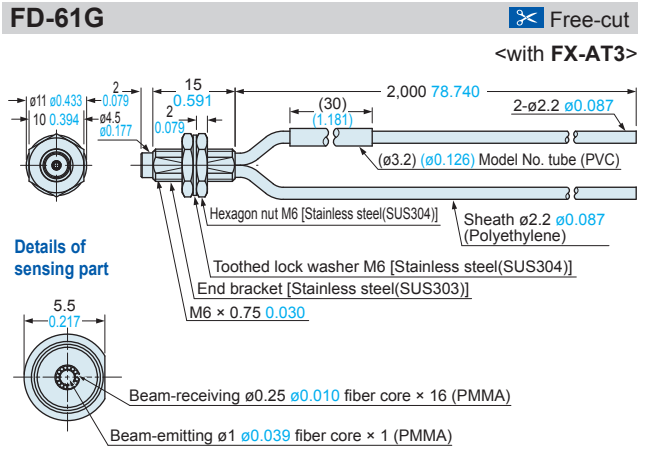 FD-61G
Free-cut
<with FX-AT3>
2
15
2,000 78.740
ø11 ø0.433
0.079
0.591
(30)
2-ø2.2 ø0.087
10 0.394
ø4.5
2
(1.181)
ø0.177
0.079
(ø3.2) (ø0.126) Model No. tube (PVC)
Hexagon nut M6 [Stainless steel(SUS304)]
Sheath ø2.2 ø0.087
(Polyethylene)
Details of
sensing part
Toothed lock washer M6 [Stainless steel(SUS304)]
End bracket [Stainless steel(SUS303)]
M6 × 0.75 0.030
5.5
0.217
Beam-receiving ø0.25 ø0.010 fiber core × 16 (PMMA)
Beam-emitting ø1 ø0.039 fiber core × 1 (PMMA)